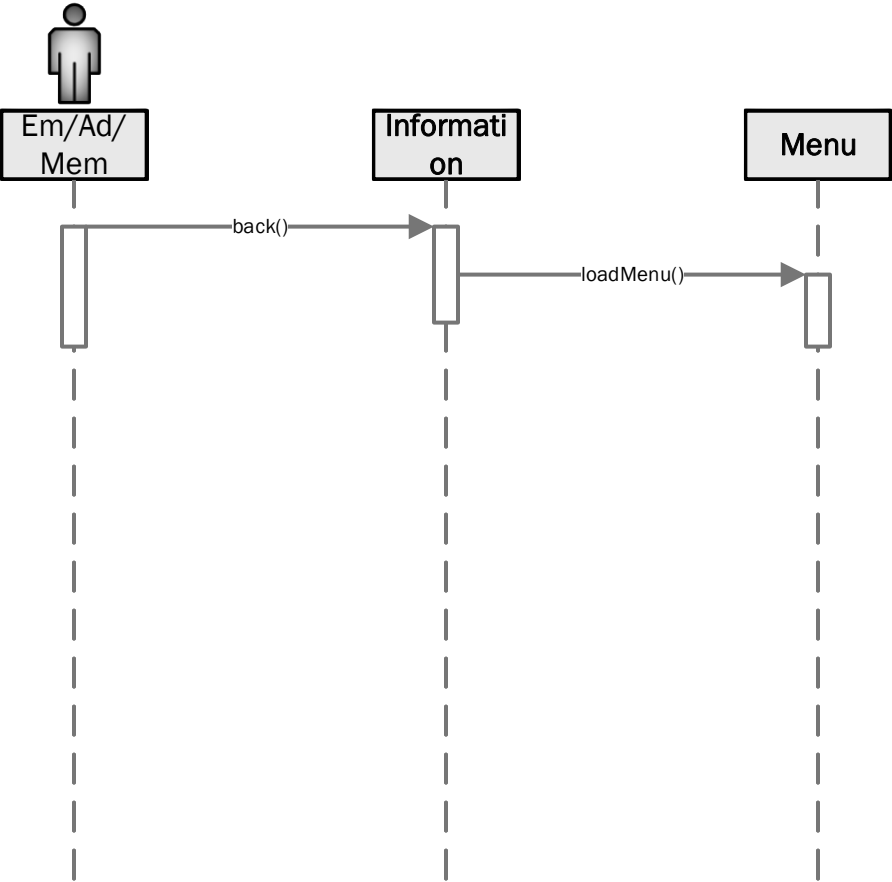 Em/Ad/
Mem
Informati
on
Menu
back()
loadMenu()